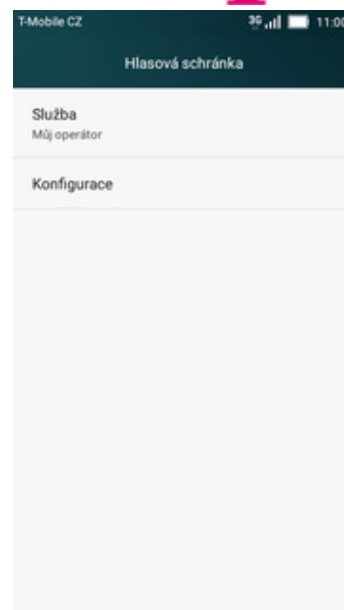 T-Mobile CZ 3G 11:00
Hlasová schránka
Služba
Můj operátor
Konfigurace